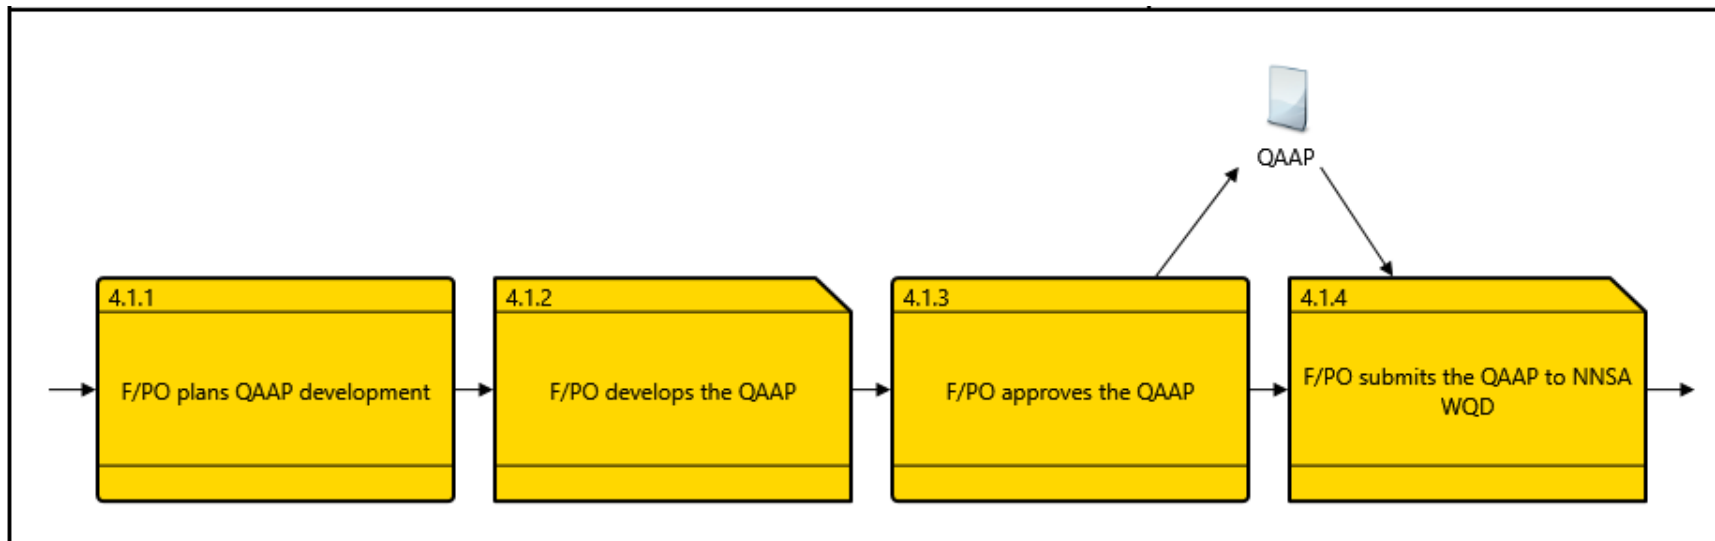 QAAP
4.1.1
F/PO plans QAAP development
4.1.2
F/PO develops the QAAP
4.1.3
F/PO approves the QAAP
4.1.4
F/PO submits the QAAP to NNSA
WQD